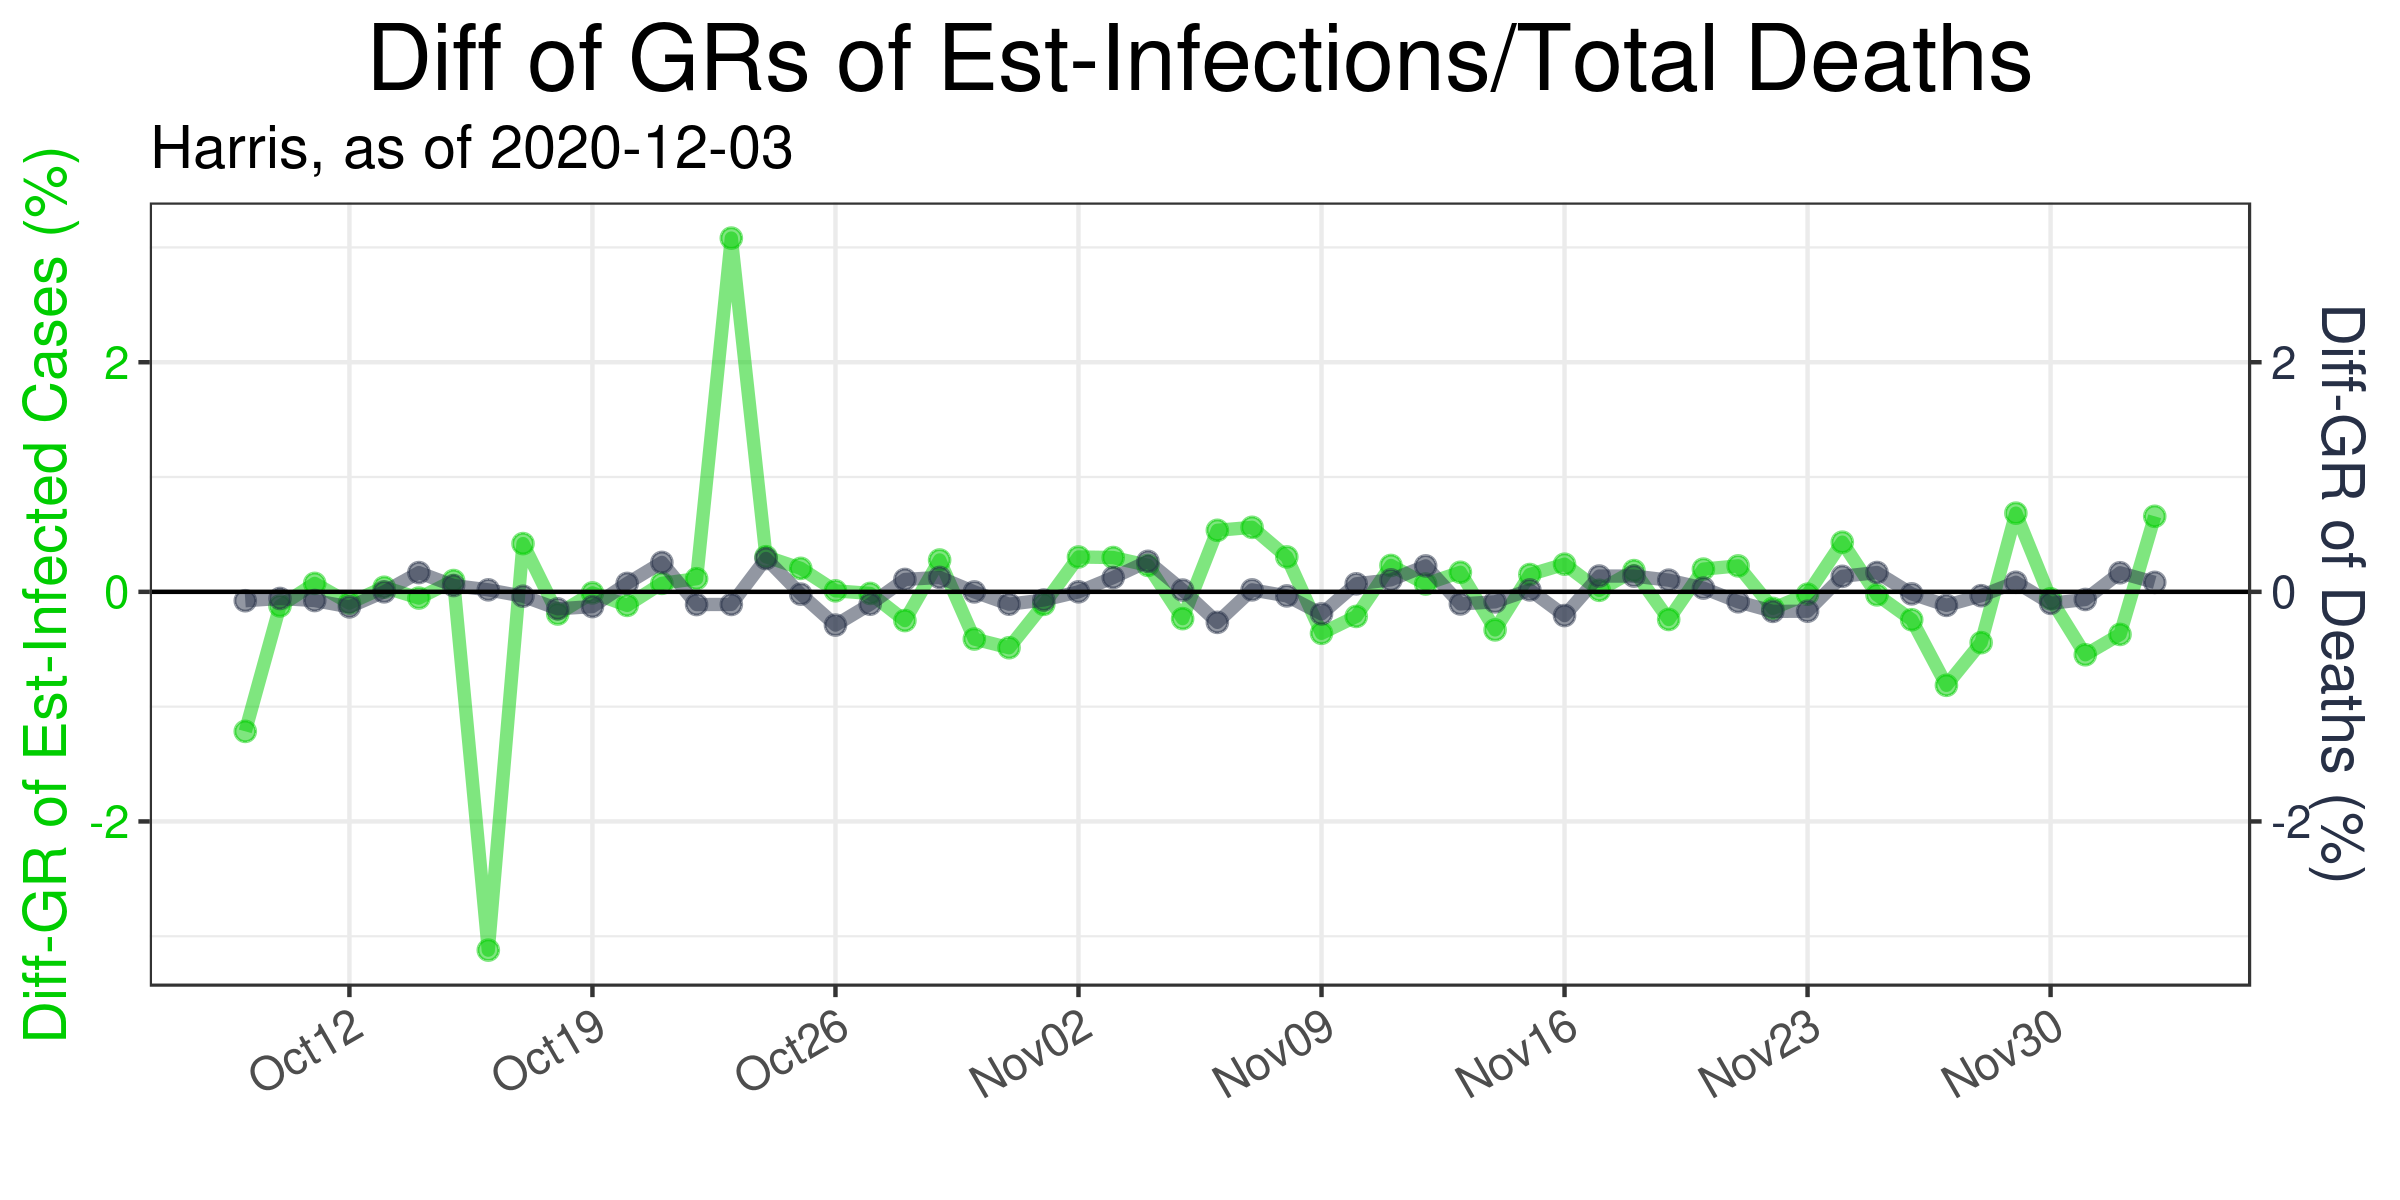 Diff of GRs of Est-Infections/Total Deaths
Harris, as of 2020-12-03
Diff-GR of Est-Infected Cases (%)
2
0
-2
2
0
-2
Diff-GR of Deaths (%)
Oct12
Oct19
Oct26
Nov02
Nov09
Nov16
Nov23
Nov30